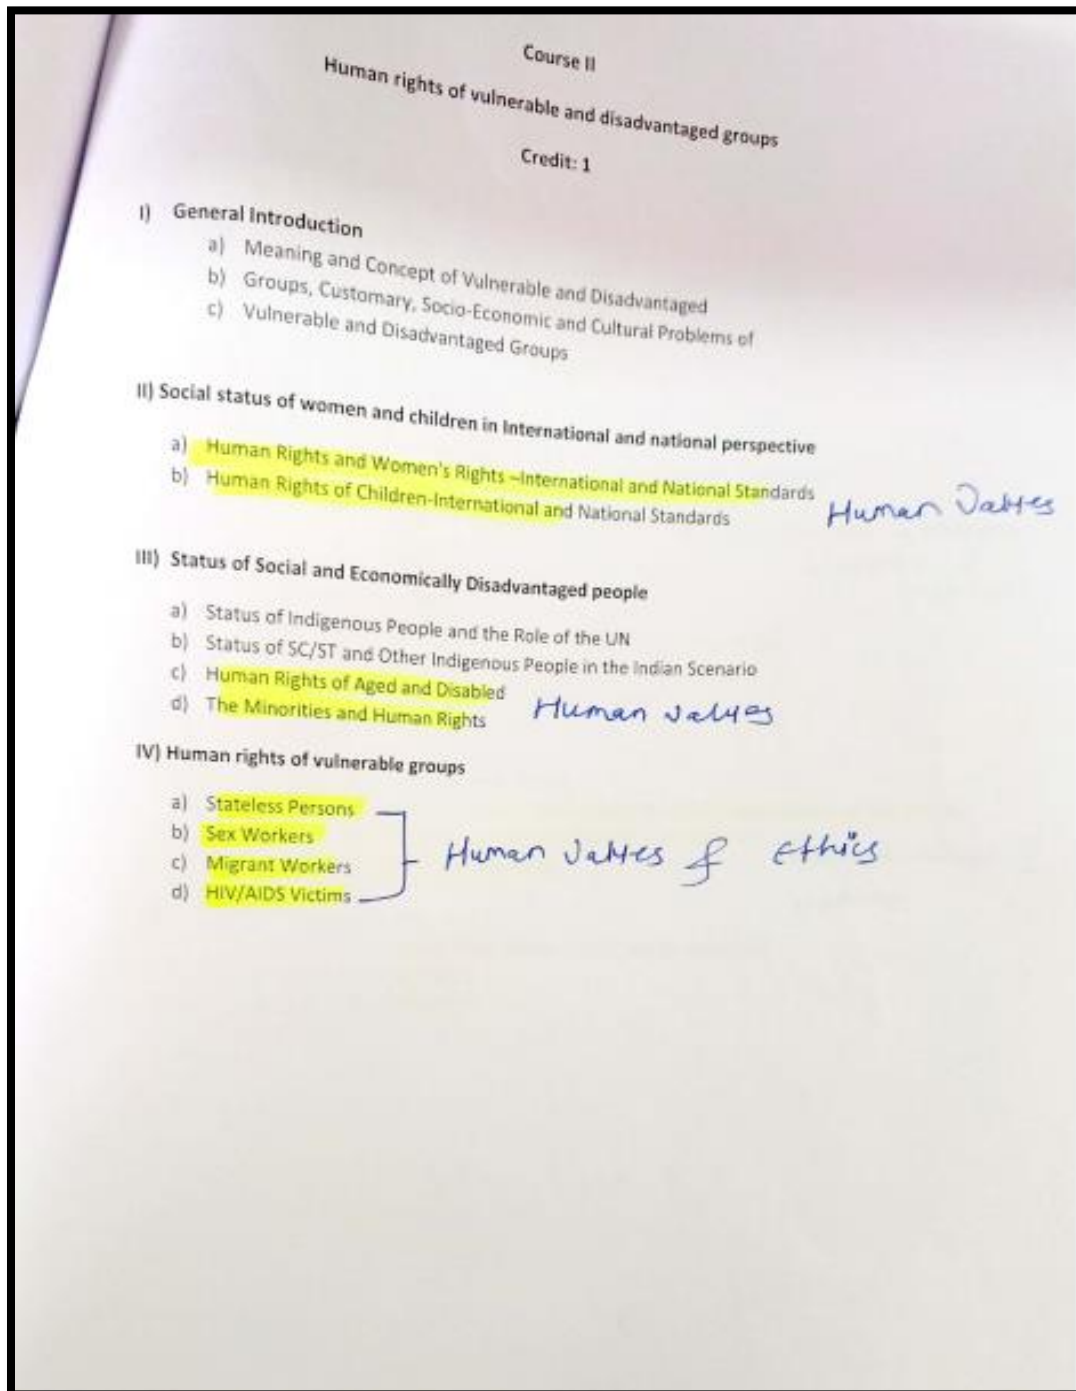 Course II
Human rights of vulnerable and disadvantaged groups
Credit: 1
I) General Introduction
a) Meaning and Concept of Vulnerable and Disadvantaged
b) Groups, Customary, Socio-Economic and Cultural Problems of
c) Vulnerable and Disadvantaged Groups
II) Social status of women and children in International and national perspective
a) Human Rights and Women's Rights –International and National Standards
b) Human Rights of Children-International and National Standards
Human Values
III) Status of Social and Economically Disadvantaged people
a) Status of Indigenous People and the Role of the UN
b) Status of SC/ST and Other Indigenous People in the Indian Scenario
c) Human Rights of Aged and Disabled
d) The Minorities and Human Rights
Human values
IV) Human rights of vulnerable groups
a) Stateless Persons
b) Sex Workers
c) Migrant Workers
d) HIV/AIDS Victims
Human Values & Ethics